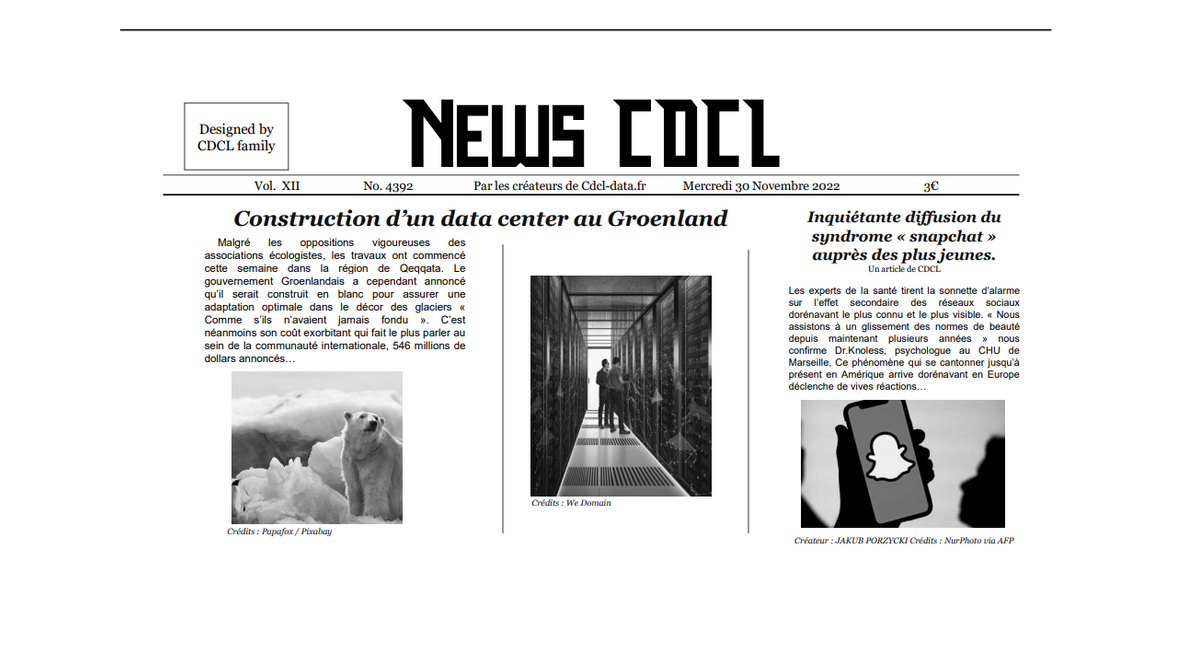 Designed by
CDCL family
NEWS CDCL
Vol. XII No. 4392 Par les créateurs de Cdcl-data.fr Mercredi 30 Novembre 2022 3€
Construction d’un data center au Groenland
Malgré les oppositions vigoureuses des
associations écologistes, les travaux ont commencé
cette semaine dans la région de Qeqqata. Le
gouvernement Groenlandais a cependant annoncé
qu’il serait construit en blanc pour assurer une
adaptation optimale dans le décor des glaciers «
Comme s’ils n’avaient jamais fondu ». C’est
néanmoins son coût exorbitant qui fait le plus parler au
sein de la communauté internationale, 546 millions de
dollars annoncés…
Crédits : Papafox / Pixabay
Crédits : We Domain
Inquiétante diffusion du
syndrome « snapchat »
auprès des plus jeunes.
Un article de CDCL
Les experts de la santé tirent la sonnette d’alarme
sur l’effet secondaire des réseaux sociaux
dorénavant le plus connu et le plus visible. « Nous
assistons à un glissement des normes de beauté
depuis maintenant plusieurs années » nous
confirme Dr.Knoless, psychologue au CHU de
Marseille, Ce phénomène qui se cantonner jusqu’à
présent en Amérique arrive dorénavant en Europe
déclenche de vives réactions…
Créateur : JAKUB PORZYCKI Crédits : NurPhoto via AFP